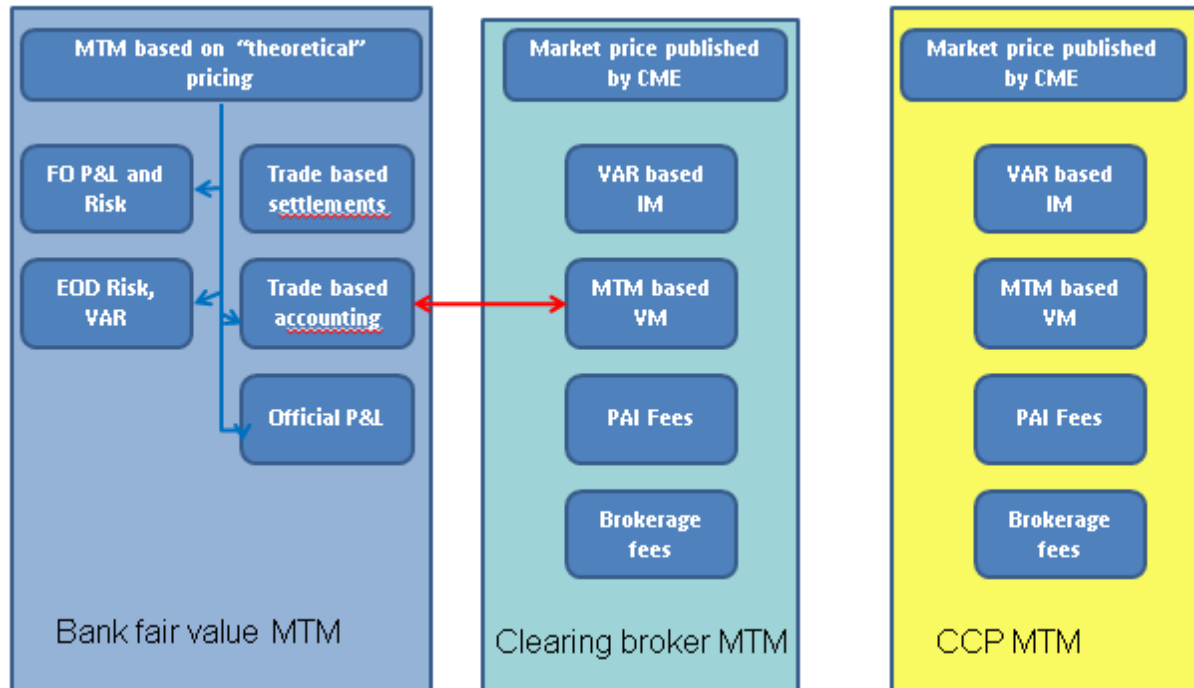 MTM based on “theoretical”
pricing
FO P&L and
Risk
Trade based
settlements
EOD Risk,
VAR
Trade based
accounting
Official P&L
Bank fair value MTM
Market price published
by CME
VAR based
IM
MTM based
VM
PAI Fees
Brokerage
fees
Clearing broker MTM
Market price published
by CME
VAR based
IM
MTM based
VM
PAI Fees
Brokerage
fees
CCP MTM